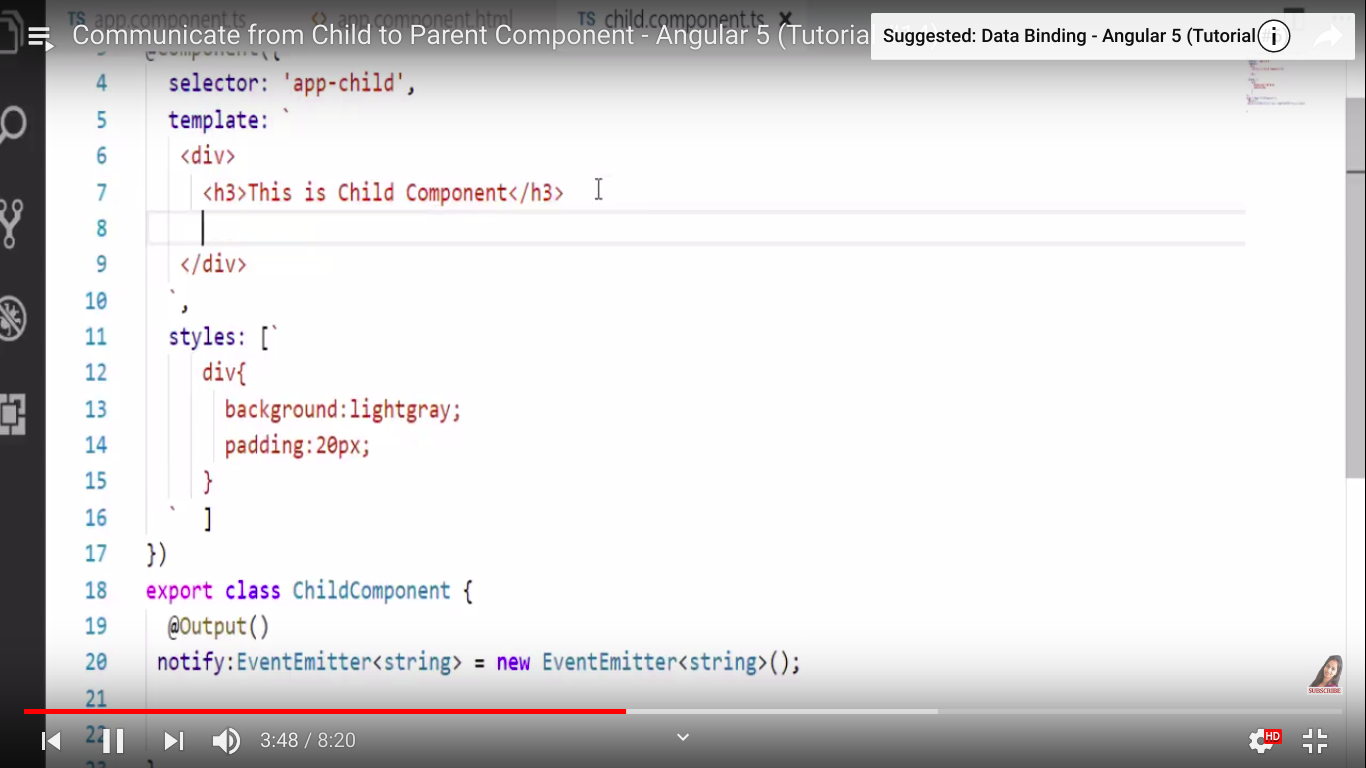 TS app.component.ts
app.component.html
TS child.component.ts
Communicate from Child to Parent Component - Angular 5 (Tutorial
Suggested: Data Binding - Angular 5 (Tutorial
3 @Component({
4 selector: 'app-child',
5 template: `
6 <div>
7 <h3>This is Child Component</h3>
8
9 </div>
10 `,
11 styles: [`
12 div{
13 background:lightgray;
14 padding:20px;
15 }
16 ` ]
17 })
18 export class ChildComponent {
19 @Output()
20 notify:EventEmitter<string> = new EventEmitter<string>();
21
22
23 }
SUBSCRIBE
3:48 / 8:20
HD